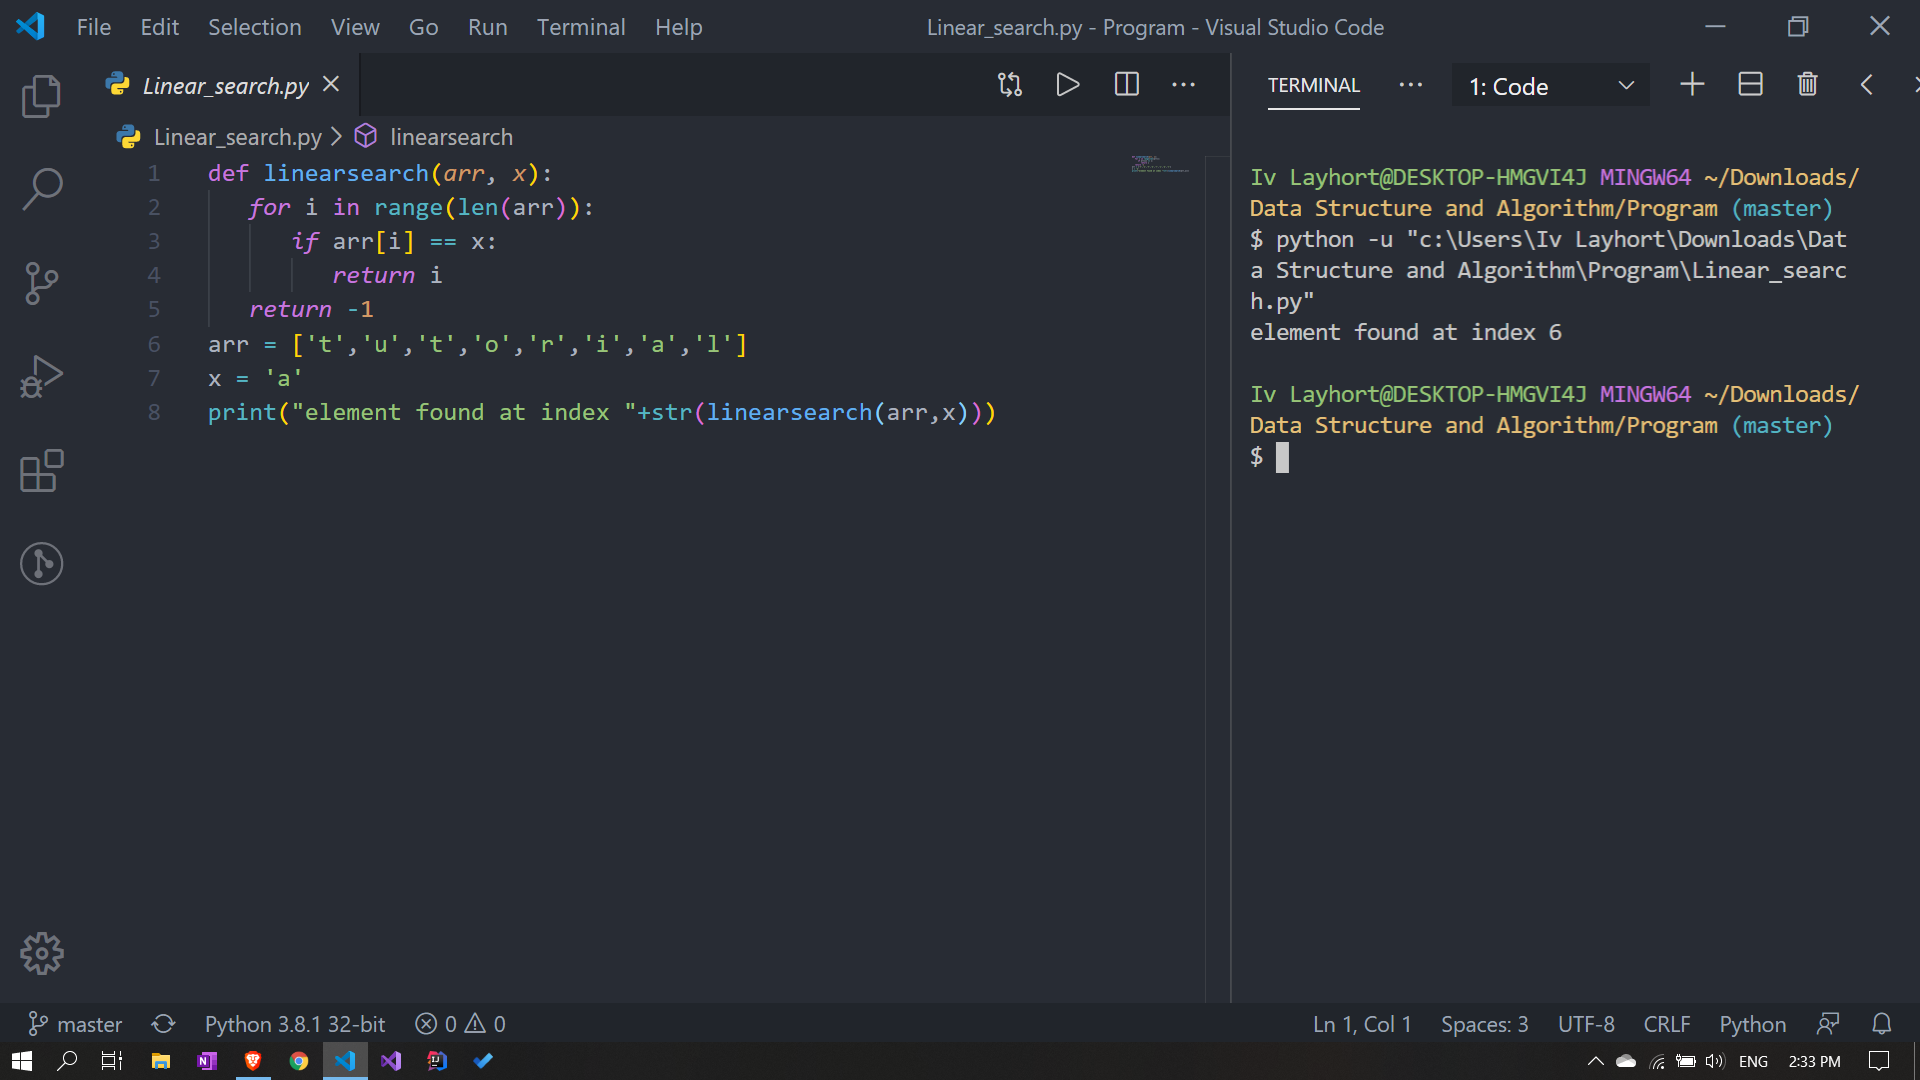 File Edit Selection View Go Run Terminal Help Linear_search.py - Program - Visual Studio Code
Linear_search.py
Linear_search.py > linearsearch
1 def linearsearch(arr, x):
2    for i in range(len(arr)):
3       if arr[i] == x:
4          return i
5    return -1
6 arr = ['t','u','t','o','r','i','a','l']
7 x = 'a'
8 print("element found at index "+str(linearsearch(arr,x)))
TERMINAL 1: Code
Iv Layhort@DESKTOP-HMGVI4J MINGW64 ~/Downloads/
Data Structure and Algorithm/Program (master)
$ python -u "c:\Users\Iv Layhort\Downloads\Dat
a Structure and Algorithm\Program\Linear_searc
h.py"
element found at index 6
Iv Layhort@DESKTOP-HMGVI4J MINGW64 ~/Downloads/
Data Structure and Algorithm/Program (master)
$
master Python 3.8.1 32-bit 0 0 Ln 1, Col 1 Spaces: 3 UTF-8 CRLF Python
ENG 2:33 PM